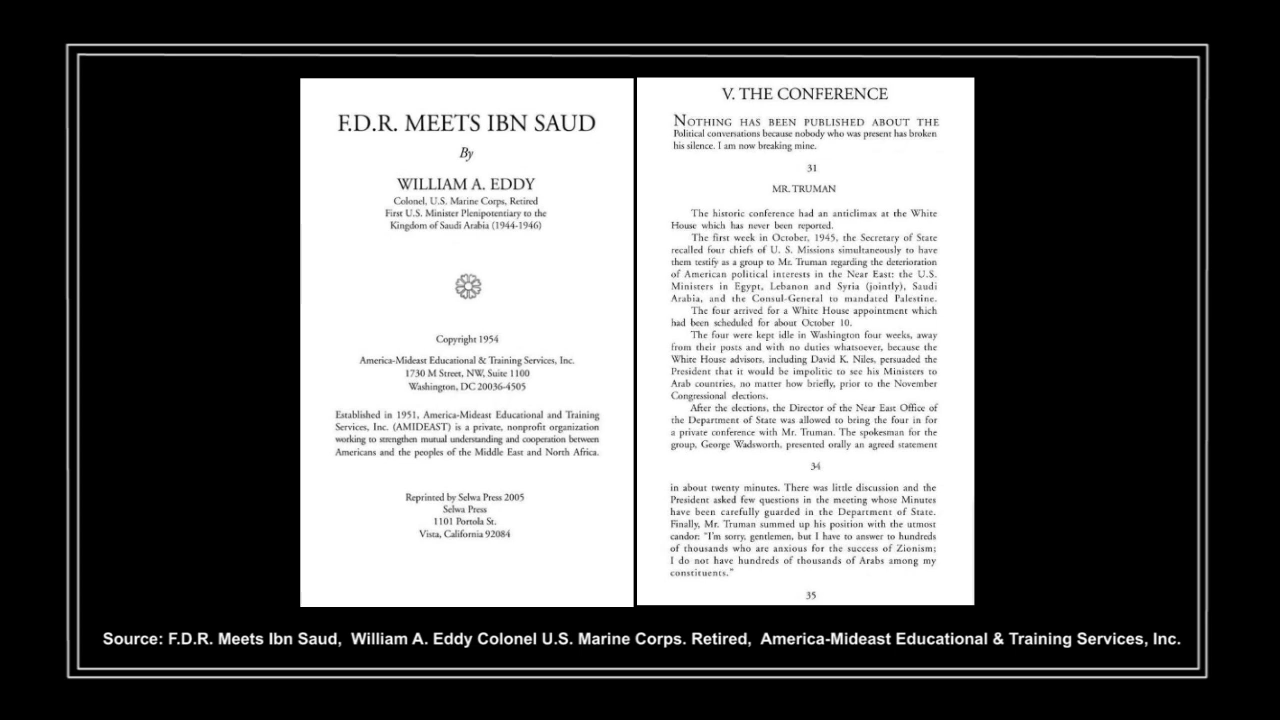 F.D.R. MEETS IBN SAUD
By
WILLIAM A. EDDY
Colonel, U.S. Marine Corps, Retired
First U.S. Minister Plenipotentiary to the
Kingdom of Saudi Arabia (1944-1946)
Copyright 1954
America-Mideast Educational & Training Services, Inc.
1730 M Street, NW, Suite 1100
Washington, DC 20036-4505
Established in 1951, America-Mideast Educational and Training
Services, Inc. (AMIDEAST) is a private, nonprofit organization
working to strengthen mutual understanding and cooperation between
Americans and the peoples of the Middle East and North Africa.
Reprinted by Selwa Press 2005
Selwa Press
1101 Portola St.
Vista, California 92084
V. THE CONFERENCE
NOTHING HAS BEEN PUBLISHED ABOUT THE
Political conversations because nobody who was present has broken
his silence. I am now breaking mine.
31
MR. TRUMAN
The historic conference had an anticlimax at the White
House which has never been reported.
The first week in October, 1945, the Secretary of State
recalled four chiefs of U. S. Missions simultaneously to have
them testify as a group to Mr. Truman regarding the deterioration
of American political interests in the Near East: the U.S.
Ministers in Egypt, Lebanon and Syria (jointly), Saudi
Arabia, and the Consul-General to mandated Palestine.
The four arrived for a White House appointment which
had been scheduled for about October 10.
The four were kept idle in Washington four weeks, away
from their posts and with no duties whatsoever, because the
White House advisors, including David K. Niles, persuaded the
President that it would be impolitic to see his Ministers to
Arab countries, no matter how briefly, prior to the November
Congressional elections.
After the elections, the Director of the Near East Office of
the Department of State was allowed to bring the four in for
a private conference with Mr. Truman. The spokesman for the
group, George Wadsworth, presented orally an agreed statement
34
in about twenty minutes. There was little discussion and the
President asked few questions in the meeting whose Minutes
have been carefully guarded in the Department of State.
Finally, Mr. Truman summed up his position with the utmost
candor: "I'm sorry, gentlemen, but I have to answer to hundreds
of thousands who are anxious for the success of Zionism;
I do not have hundreds of thousands of Arabs among my
constituents."
35
Source: F.D.R. Meets Ibn Saud, William A. Eddy Colonel U.S. Marine Corps. Retired, America-Mideast Educational & Training Services, Inc.